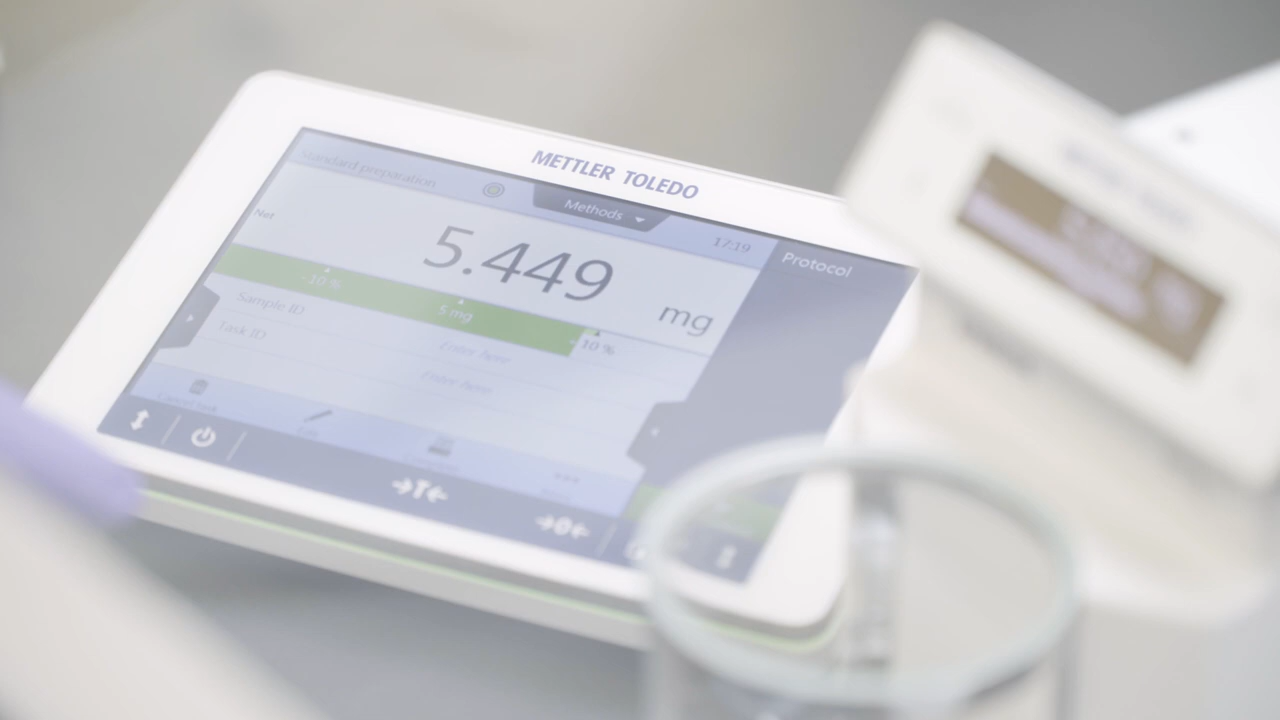 METTLER TOLEDO
Standard preparation
Methods
17:19
Protocol
Net
5.449
mg
- 10 %
5 mg
10 %
Sample ID
Enter here
Task ID
Enter here
→T←
→0←